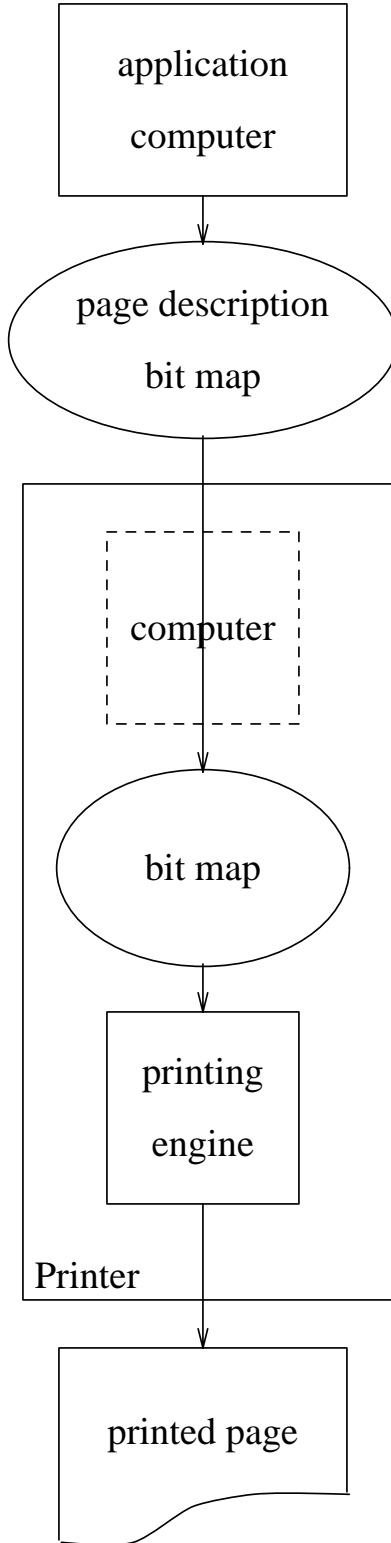 application
computer
page description
bit map
computer
bit map
printing
engine
Printer
printed page